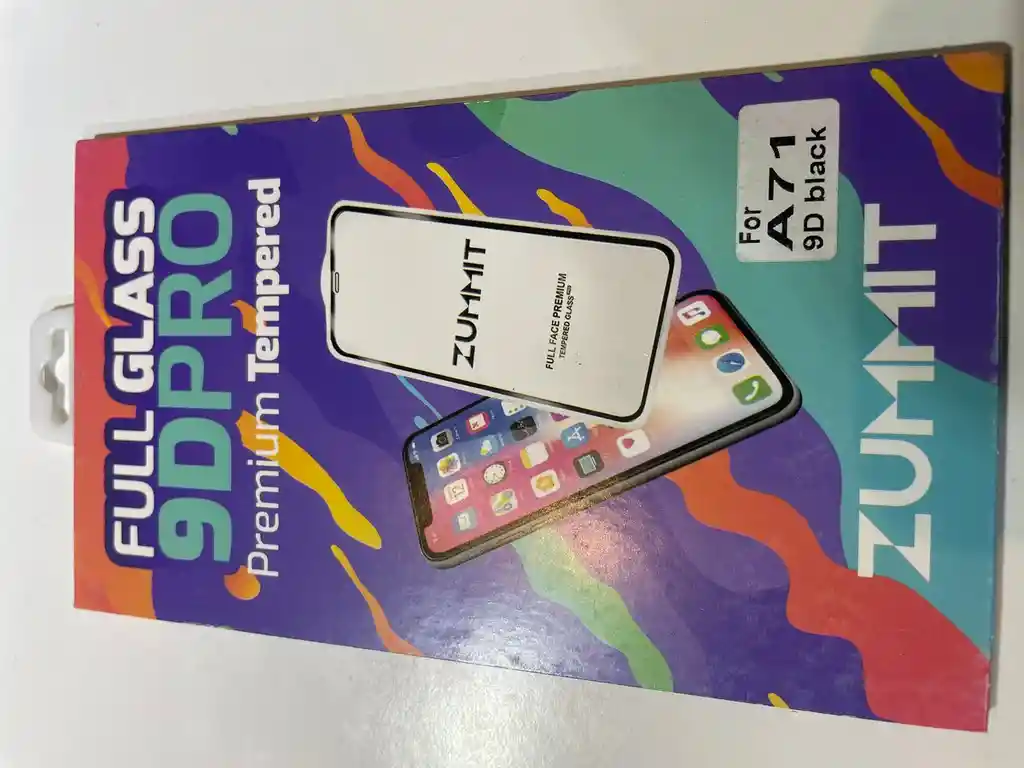 FULL GLASS
9DPRO
Premium Tempered
ZUMMIT
FULL FACE PREMIUM
TEMPERED GLASS
For
A71
9D black
ZUMMIT